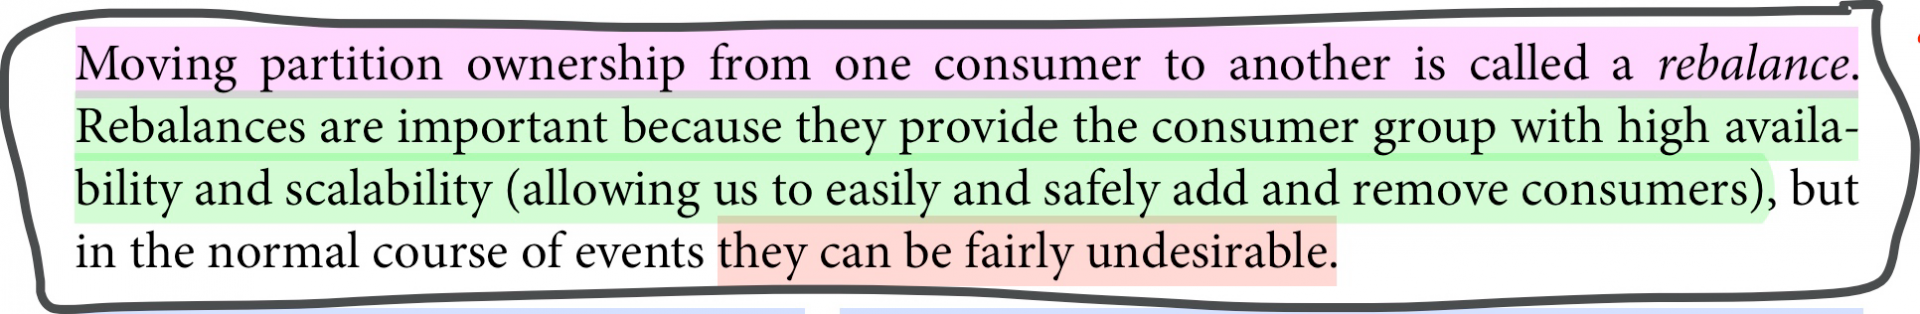 Moving partition ownership from one consumer to another is called a rebalance.
Rebalances are important because they provide the consumer group with high availa-
bility and scalability (allowing us to easily and safely add and remove consumers), but
in the normal course of events they can be fairly undesirable.